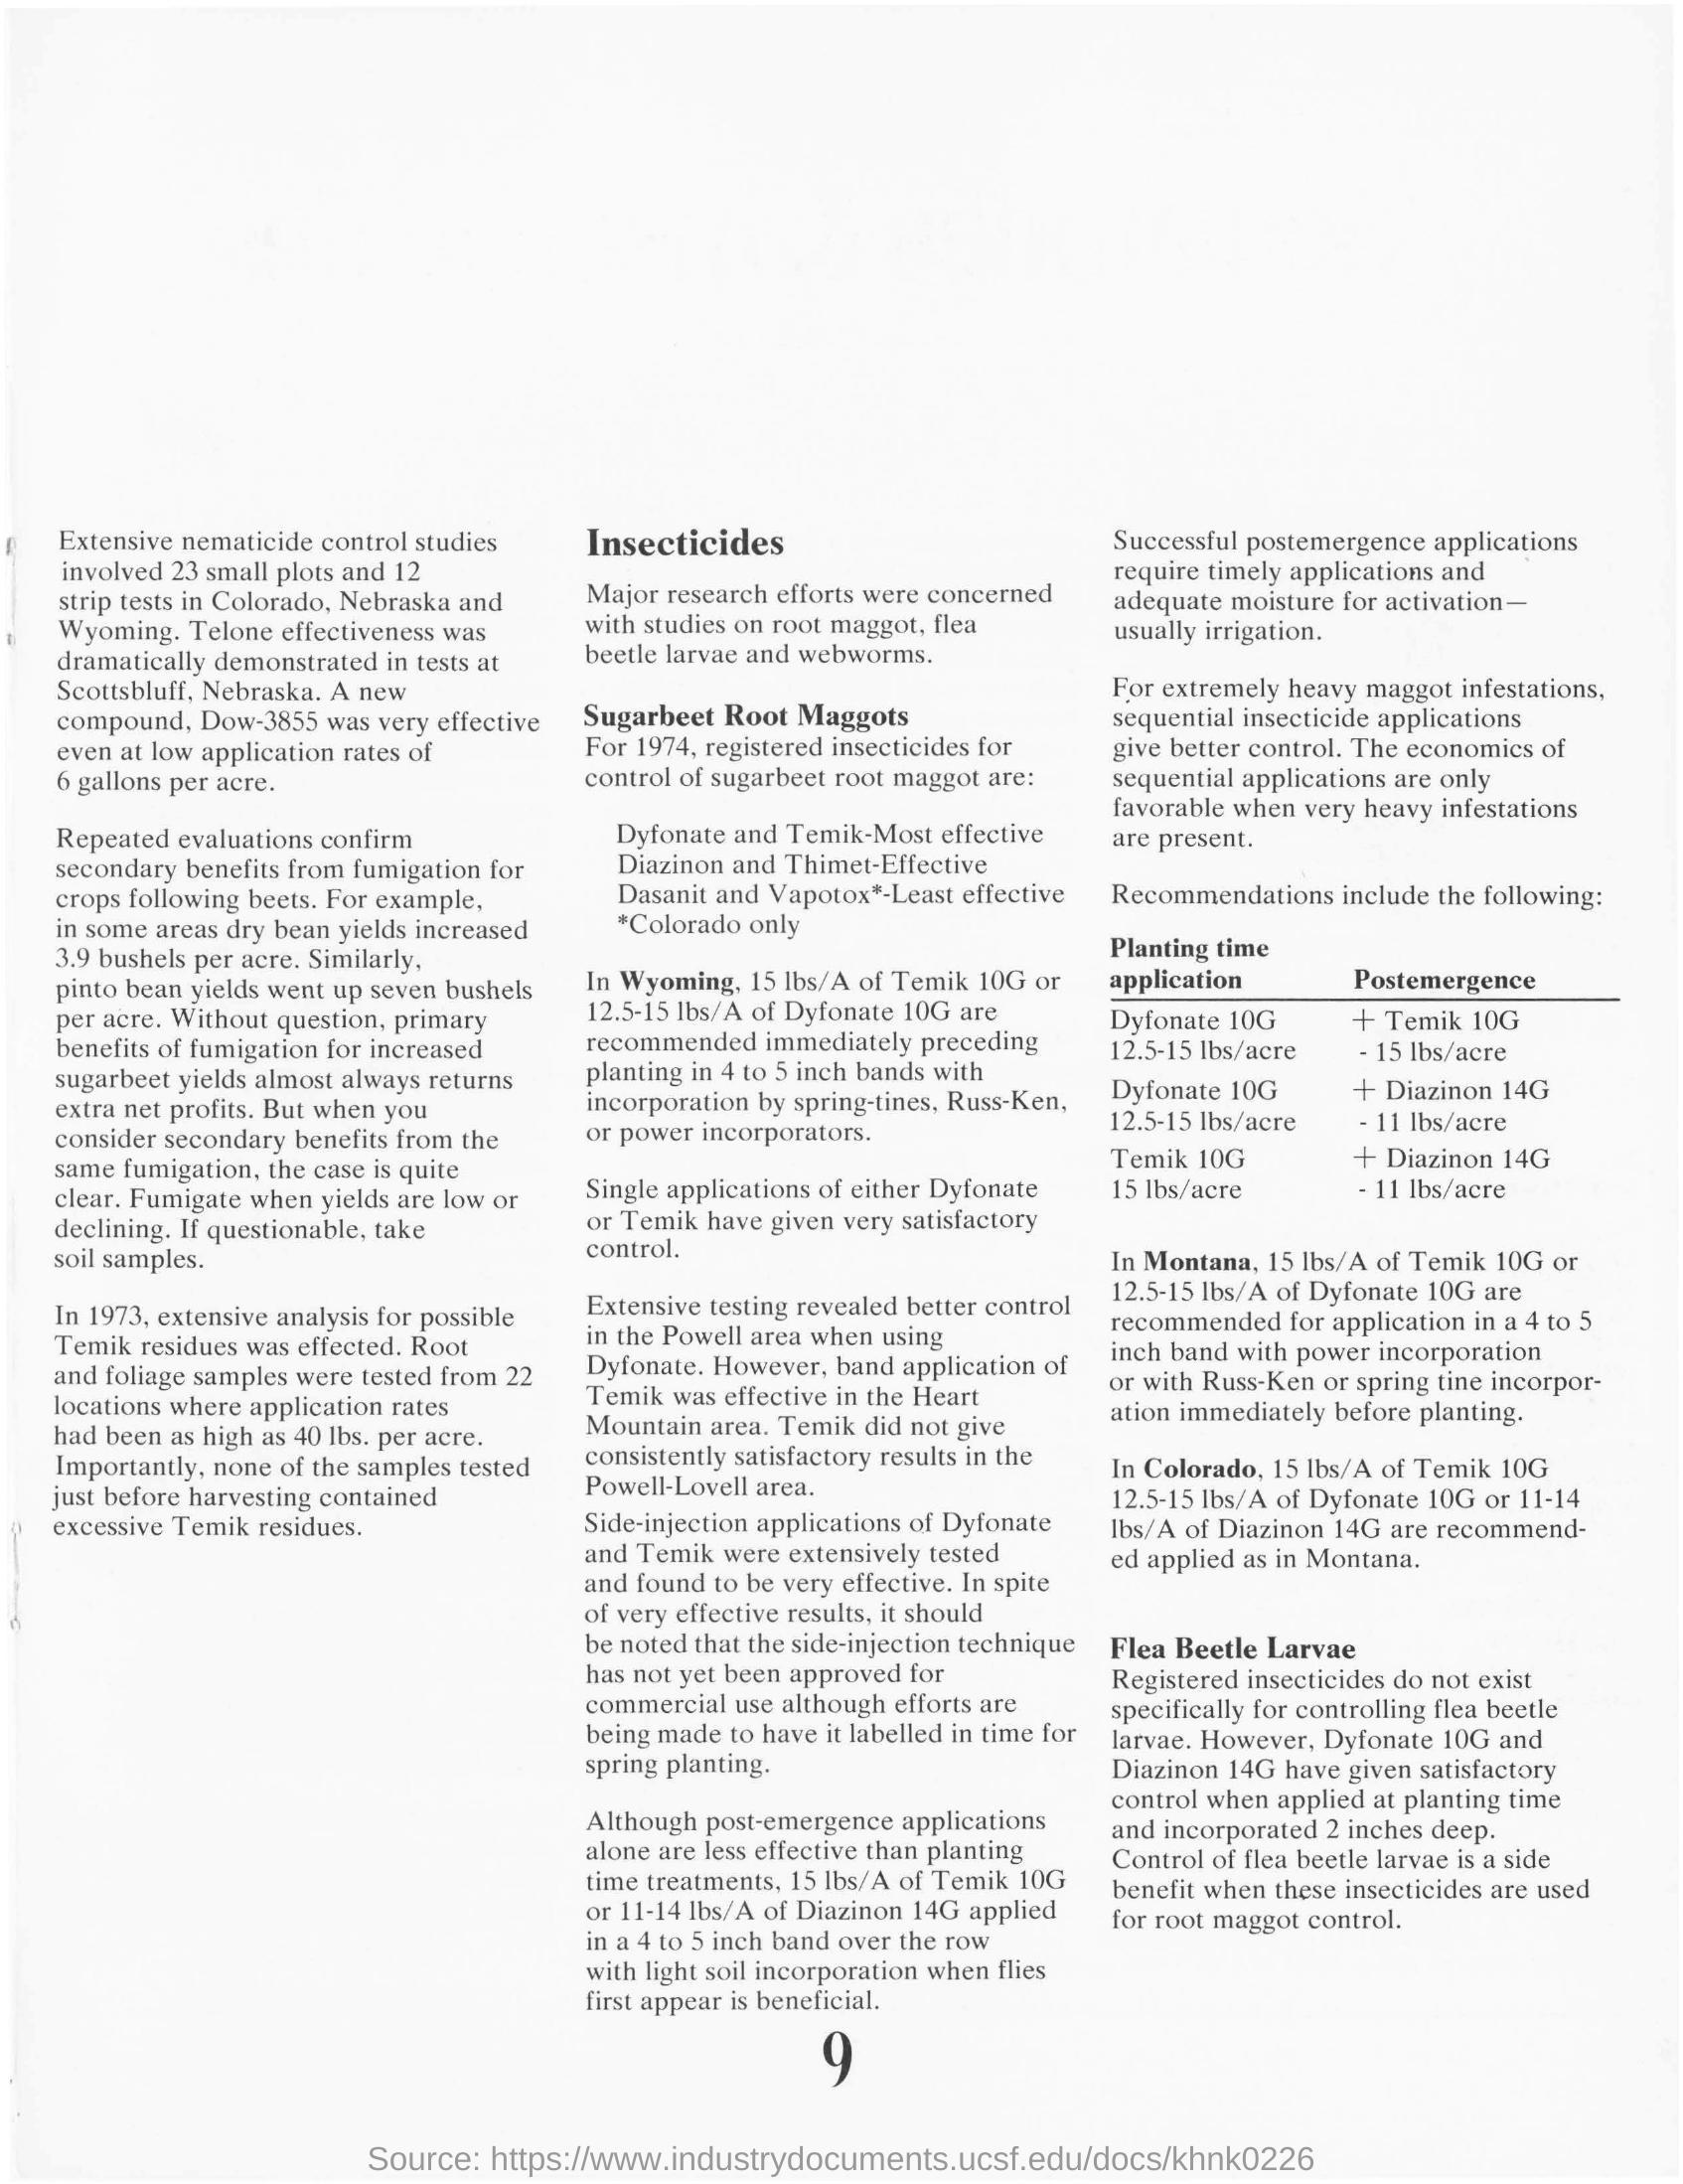 Extensive nematicide control studies
involved 23 small plots and 12
strip tests in Colorado, Nebraska and
Wyoming. Telone effectiveness was
dramatically demonstrated in tests at
Scottsbluff, Nebraska. A new
compound, Dow-3855 was very effective
even at low application rates of
6 gallons per acre.
Repeated evaluations confirm
secondary benefits from fumigation for
crops following beets. For example,
in some areas dry bean yields increased
3.9 bushels per acre. Similarly,
pinto bean yields went up seven bushels
per acre. Without question, primary
benefits of fumigation for increased
sugarbeet yields almost always returns
extra net profits. But when you
consider secondary benefits from the
same fumigation, the case is quite
clear. Fumigate when yields are low or
declining. If questionable, take
soil samples.
In 1973, extensive analysis for possible
Temik residues was effected. Root
and foliage samples were tested from 22
locations where application rates
had been as high as 40 lbs. per acre.
Importantly, none of the samples tested
just before harvesting contained
excessive Temik residues.
Insecticides
Major research efforts were concerned
with studies on root maggot, flea
beetle larvae and webworms.
Sugarbeet Root Maggots
For 1974, registered insecticides for
control of sugarbeet root maggot are:
Dyfonate and Temik-Most effective
Diazinon and Thimet-Effective
Dasanit and Vapotox*-Least effective
*Colorado only
In Wyoming, 15 lbs/A of Temik 10G or
12.5-15 lbs/A of Dyfonate 10G are
recommended immediately preceding
planting in 4 to 5 inch bands with
incorporation by spring-tines, Russ-Ken,
or power incorporators.
Single applications of either Dyfonate
or Temik have given very satisfactory
control.
Extensive testing revealed better control
in the Powell area when using
Dyfonate. However, band application of
Temik was effective in the Heart
Mountain area. Temik did not give
consistently satisfactory results in the
Powell-Lovell area.
Side-injection applications of Dyfonate
and Temik were extensively tested
and found to be very effective. In spite
of very effective results, it should
be noted that the side-injection technique
has not yet been approved for
commercial use although efforts are
being made to have it labelled in time for
spring planting.
Although post-emergence applications
alone are less effective than planting
time treatments, 15 lbs/A of Temik 10G
or 11-14 lbs/A of Diazinon 14G applied
in a 4 to 5 inch band over the row
with light soil incorporation when flies
first appear is beneficial.
Successful postemergence applications
require timely applications and
adequate moisture for activation—
usually irrigation.
For extremely heavy maggot infestations,
sequential insecticide applications
give better control. The economics of
sequential applications are only
favorable when very heavy infestations
are present.
Recommendations include the following:
Planting time
application Postemergence
Dyfonate 10G + Temik 10G
12.5-15 lbs/acre - 15 lbs/acre
Dyfonate 10G + Diazinon 14G
12.5-15 lbs/acre - 11 lbs/acre
Temik 10G + Diazinon 14G
15 lbs/acre - 11 lbs/acre
In Montana, 15 lbs/A of Temik 10G or
12.5-15 lbs/A of Dyfonate 10G are
recommended for application in a 4 to 5
inch band with power incorporation
or with Russ-Ken or spring tine incorpor-
ation immediately before planting.
In Colorado, 15 lbs/A of Temik 10G
12.5-15 lbs/A of Dyfonate 10G or 11-14
lbs/A of Diazinon 14G are recommend-
ed applied as in Montana.
Flea Beetle Larvae
Registered insecticides do not exist
specifically for controlling flea beetle
larvae. However, Dyfonate 10G and
Diazinon 14G have given satisfactory
control when applied at planting time
and incorporated 2 inches deep.
Control of flea beetle larvae is a side
benefit when these insecticides are used
for root maggot control.
9
Source: https://www.industrydocuments.ucsf.edu/docs/khnk0226